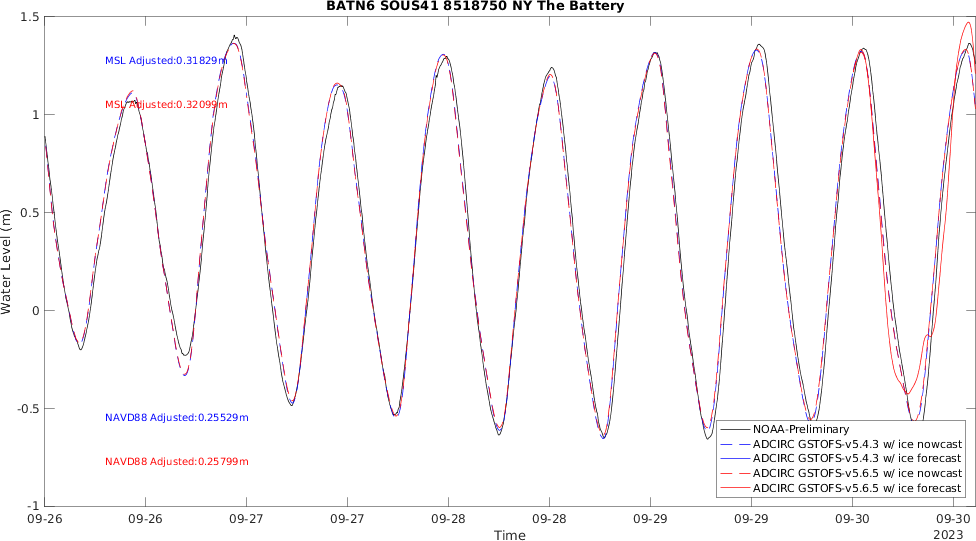 BATN6 SOUS41 8518750 NY The Battery
1.5
1
0.5
0
-0.5
-1
Water Level (m)
MSL Adjusted:0.31829m
MSL Adjusted:0.32099m
NAVD88 Adjusted:0.25529m
NAVD88 Adjusted:0.25799m
NOAA-Preliminary
ADCIRC GSTOFS-v5.4.3 w/ ice nowcast
ADCIRC GSTOFS-v5.4.3 w/ ice forecast
ADCIRC GSTOFS-v5.6.5 w/ ice nowcast
ADCIRC GSTOFS-v5.6.5 w/ ice forecast
09-26 09-26 09-27 09-27 09-28 09-28 09-29 09-29 09-30 09-30
2023
Time